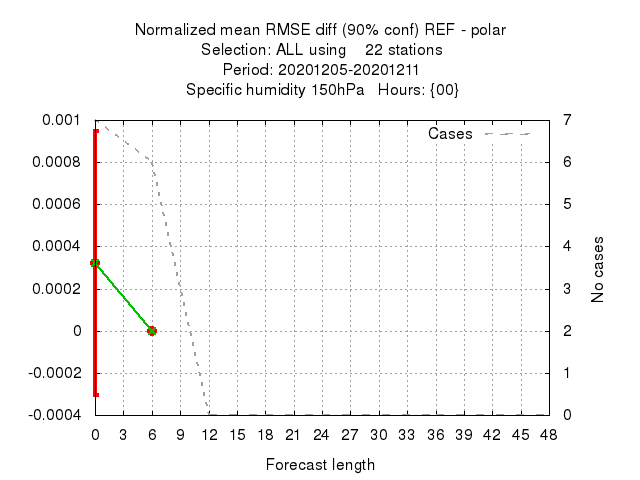 Normalized mean RMSE diff (90% conf) REF - polar
Selection: ALL using    22 stations
Period: 20201205-20201211
Specific humidity 150hPa   Hours: {00}
Cases
0.001
0.0008
0.0006
0.0004
0.0002
0
-0.0002
-0.0004
7
6
5
4
3
2
1
0
No cases
0 3 6 9 12 15 18 21 24 27 30 33 36 39 42 45 48
Forecast length